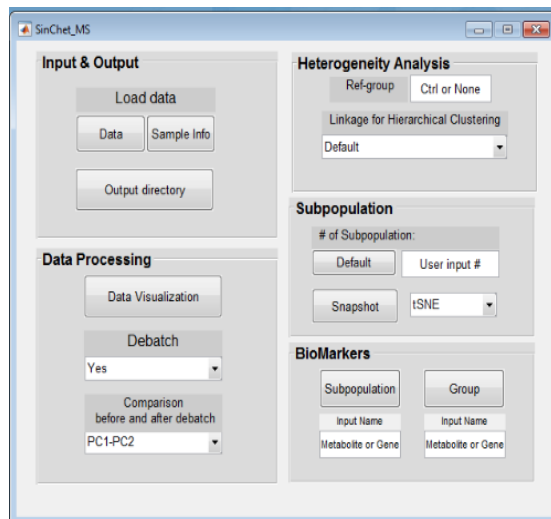 SinChet_MS
Input & Output
Load data
Data Sample Info
Output directory
Data Processing
Data Visualization
Debatch
Yes
Comparison
before and after debatch
PC1-PC2
Heterogeneity Analysis
Ref-group Ctrl or None
Linkage for Hierarchical Clustering
Default
Subpopulation
# of Subpopulation:
Default User input #
Snapshot tSNE
BioMarkers
Subpopulation Group
Input Name Input Name
Metabolite or Gene Metabolite or Gene